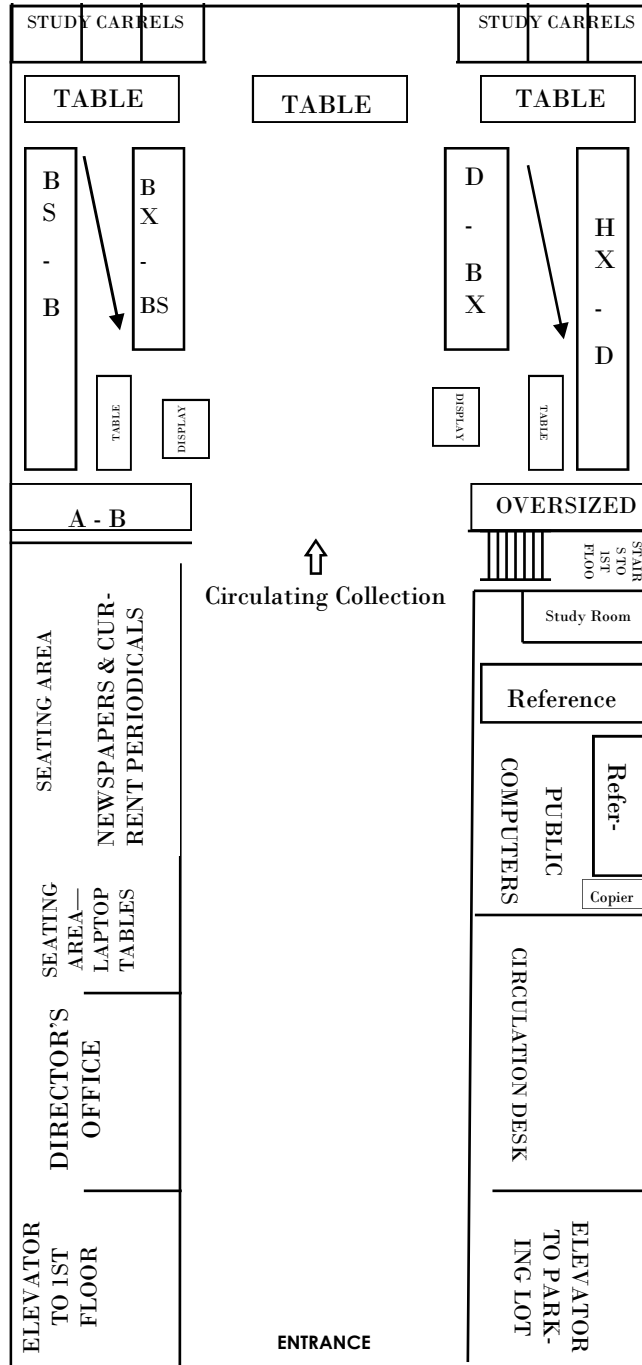 STUDY CARRELS
STUDY CARRELS
TABLE
TABLE
TABLE
B
S
-
B
B
X
-
BS
D
-
B
X
H
X
-
D
TABLE
DISPLAY
DISPLAY
TABLE
A - B
OVERSIZED
STAIR
S TO
1ST
FLOO
Circulating Collection
Study Room
SEATING AREA
NEWSPAPERS & CUR-
RENT PERIODICALS
Reference
Refer-
PUBLIC
COMPUTERS
Copier
SEATING
AREA—
LAPTOP
TABLES
CIRCULATION DESK
DIRECTOR'S
OFFICE
ELEVATOR
TO 1ST
FLOOR
ELEVATOR
TO PARK-
ING LOT
ENTRANCE